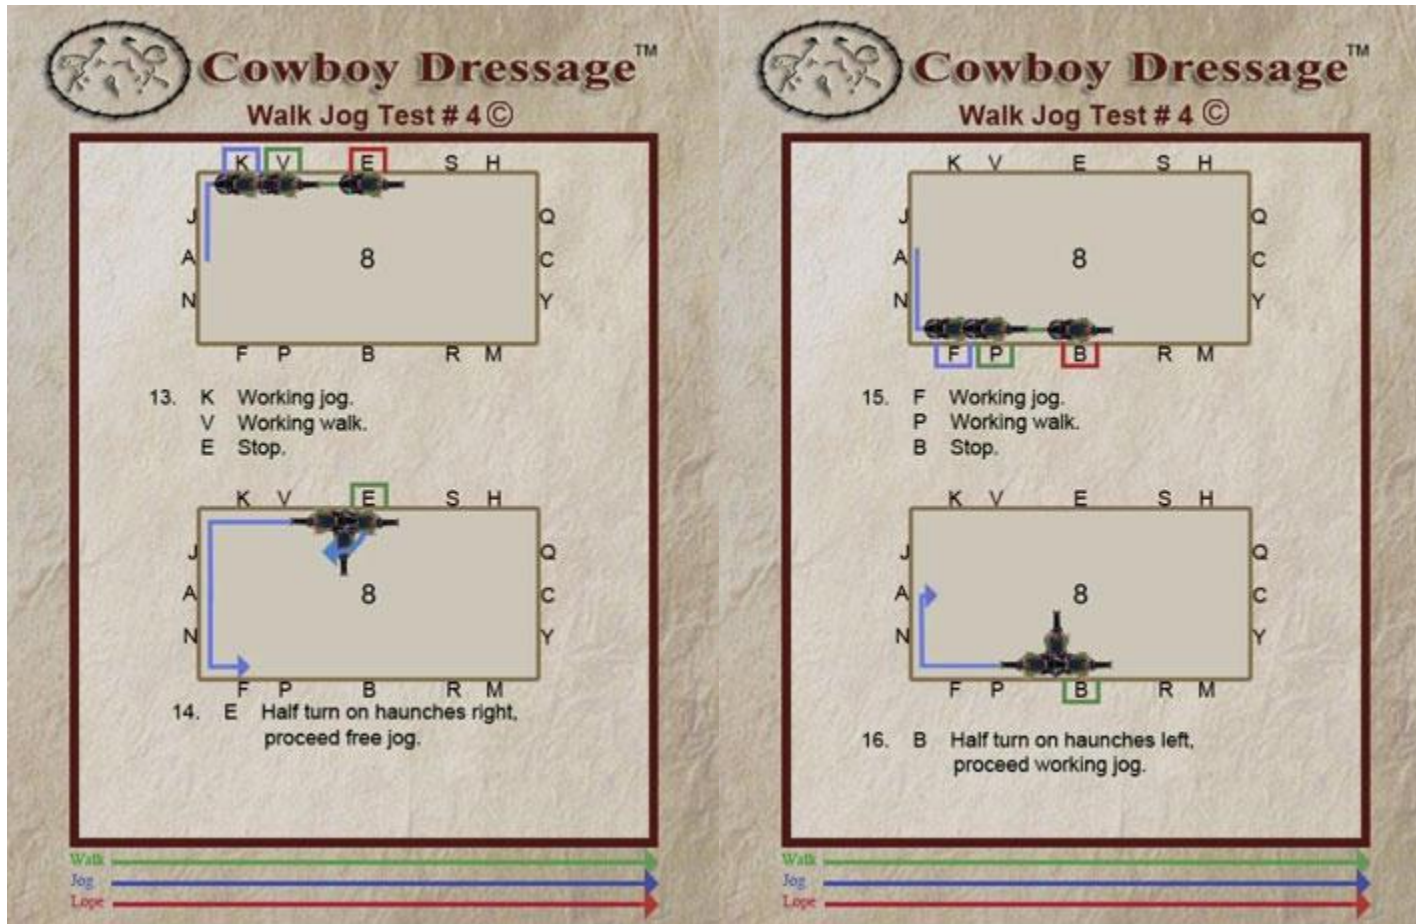 Cowboy Dressage™
Walk Jog Test # 4 ©
K V E S H
J Q
A 8 C
N Y
F P B R M
13. K Working jog.
V Working walk.
E Stop.
K V E S H
J Q
A 8 C
N Y
F P B R M
14. E Half turn on haunches right,
proceed free jog.
Walk
Jog
Lope
Cowboy Dressage™
Walk Jog Test # 4 ©
K V E S H
J Q
A 8 C
N Y
F P B R M
15. F Working jog.
P Working walk.
B Stop.
K V E S H
J Q
A 8 C
N Y
F P B R M
16. B Half turn on haunches left,
proceed working jog.
Walk
Jog
Lope